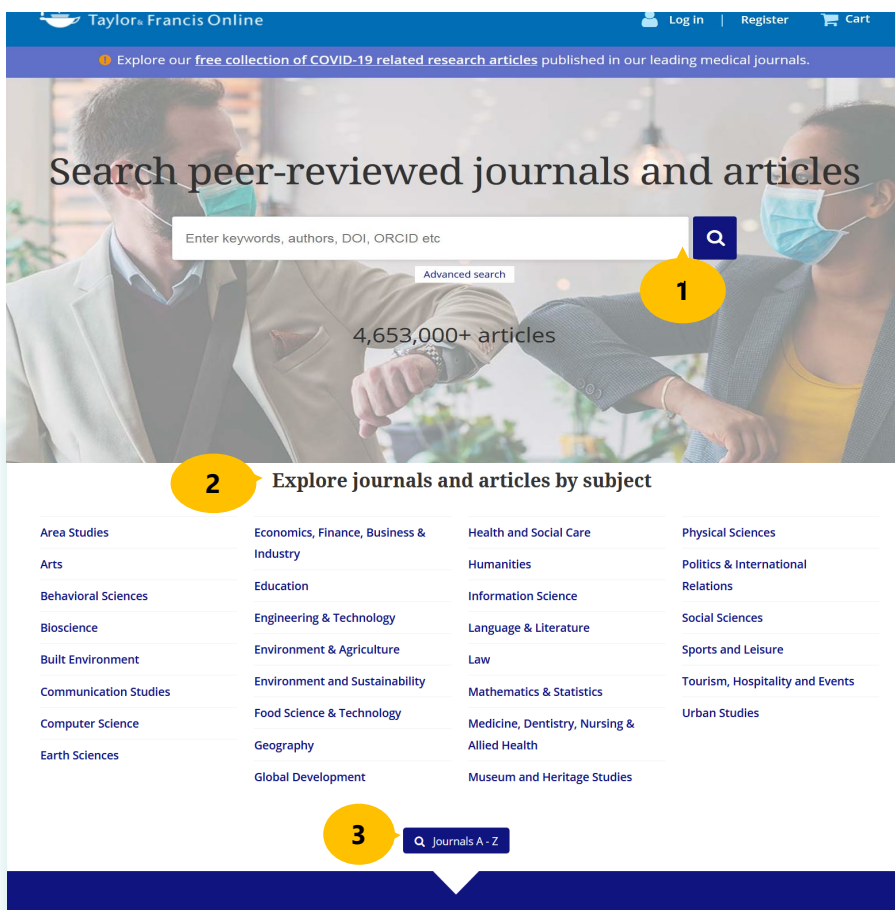 Taylor & Francis Online
Log in | Register Cart
Explore our free collection of COVID-19 related research articles published in our leading medical journals.
Search peer-reviewed journals and articles
Enter keywords, authors, DOI, ORCID etc
Advanced search
1
4,653,000+ articles
2
Explore journals and articles by subject
Area Studies
Arts
Behavioral Sciences
Bioscience
Built Environment
Communication Studies
Computer Science
Earth Sciences
Economics, Finance, Business &
Industry
Education
Engineering & Technology
Environment & Agriculture
Environment and Sustainability
Food Science & Technology
Geography
Global Development
Health and Social Care
Humanities
Information Science
Language & Literature
Law
Mathematics & Statistics
Medicine, Dentistry, Nursing &
Allied Health
Museum and Heritage Studies
Physical Sciences
Politics & International
Relations
Social Sciences
Sports and Leisure
Tourism, Hospitality and Events
Urban Studies
3
Journals A - Z